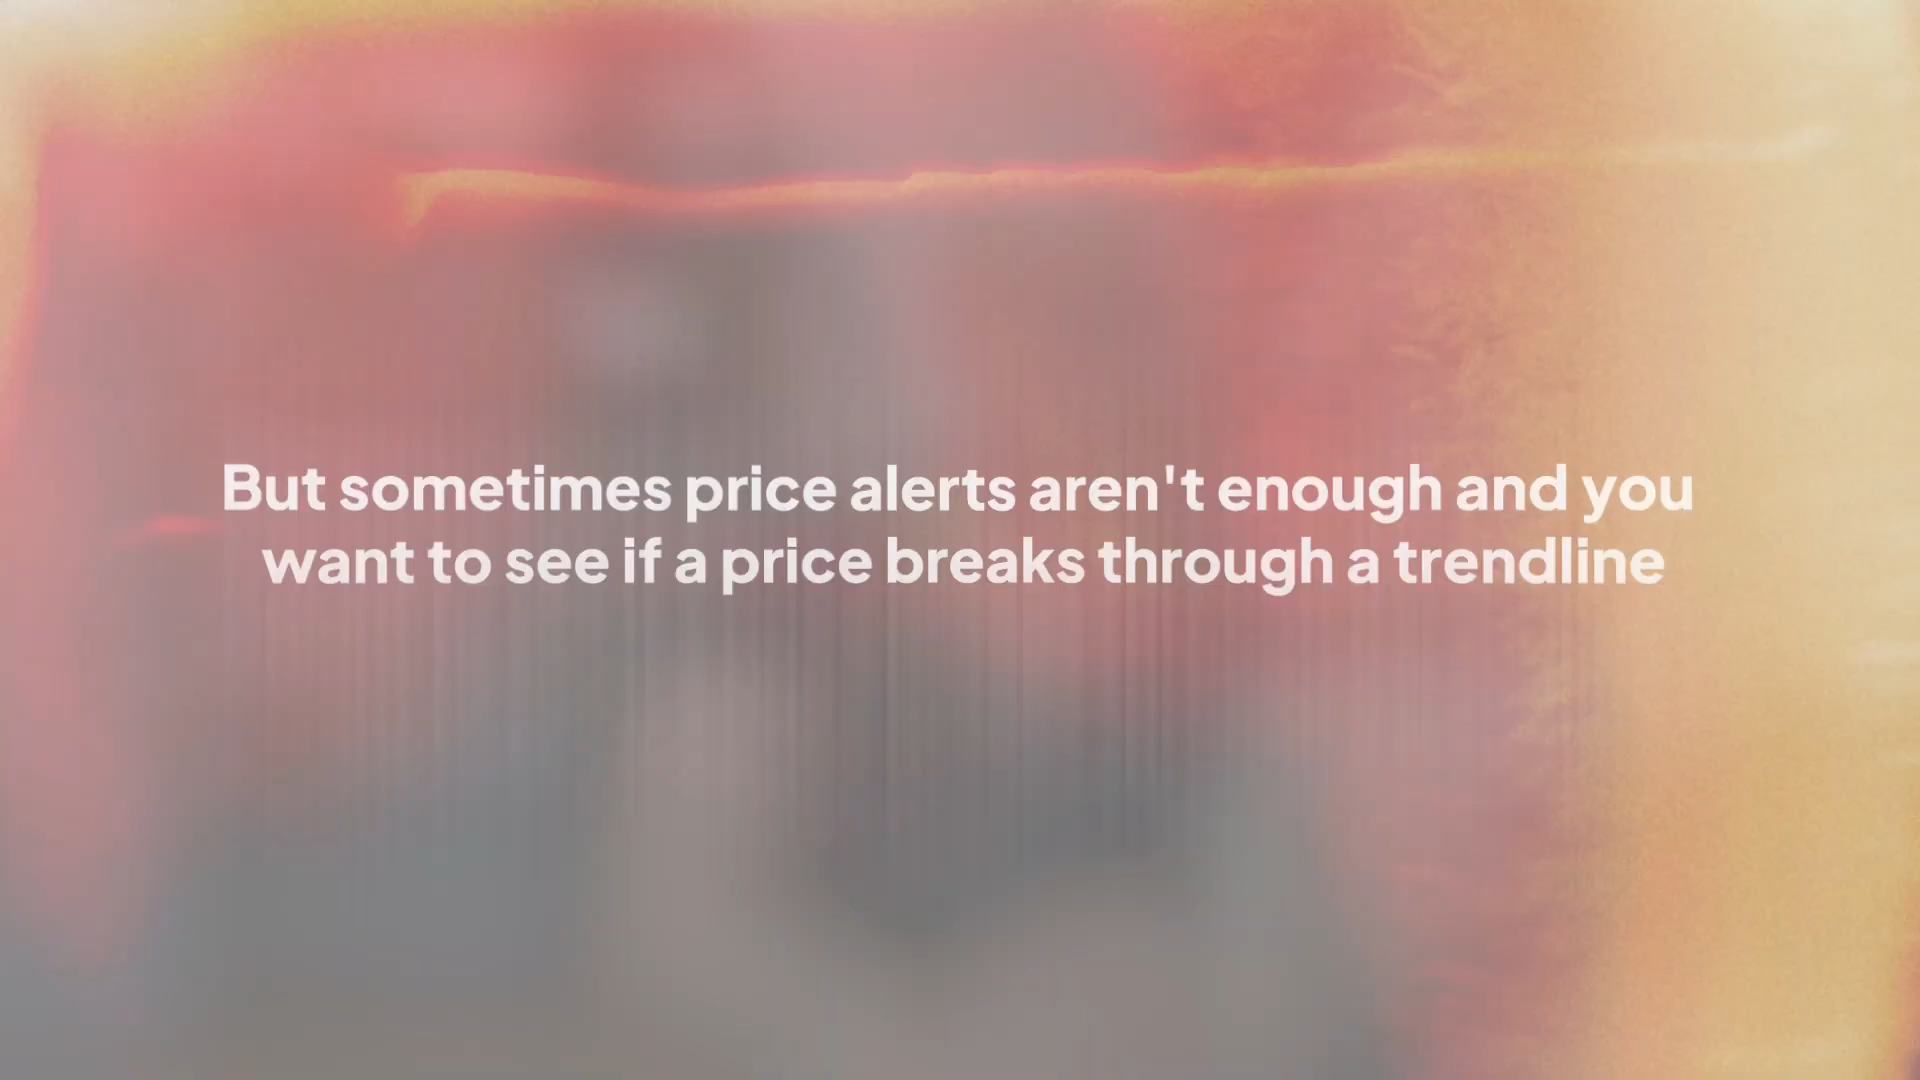 But sometimes price alerts aren't enough and you
want to see if a price breaks through a trendline